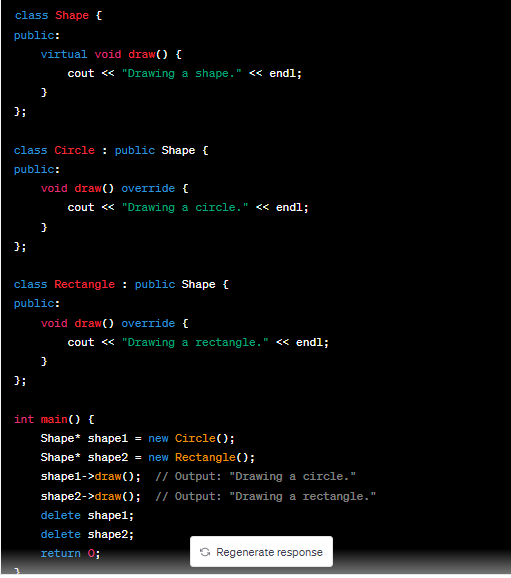 class Shape {
public:
    virtual void draw() {
        cout << "Drawing a shape." << endl;
    }
};

class Circle : public Shape {
public:
    void draw() override {
        cout << "Drawing a circle." << endl;
    }
};

class Rectangle : public Shape {
public:
    void draw() override {
        cout << "Drawing a rectangle." << endl;
    }
};

int main() {
    Shape* shape1 = new Circle();
    Shape* shape2 = new Rectangle();
    shape1->draw();  // Output: "Drawing a circle."
    shape2->draw();  // Output: "Drawing a rectangle."
    delete shape1;
    delete shape2;
    return 0;
Regenerate response
}